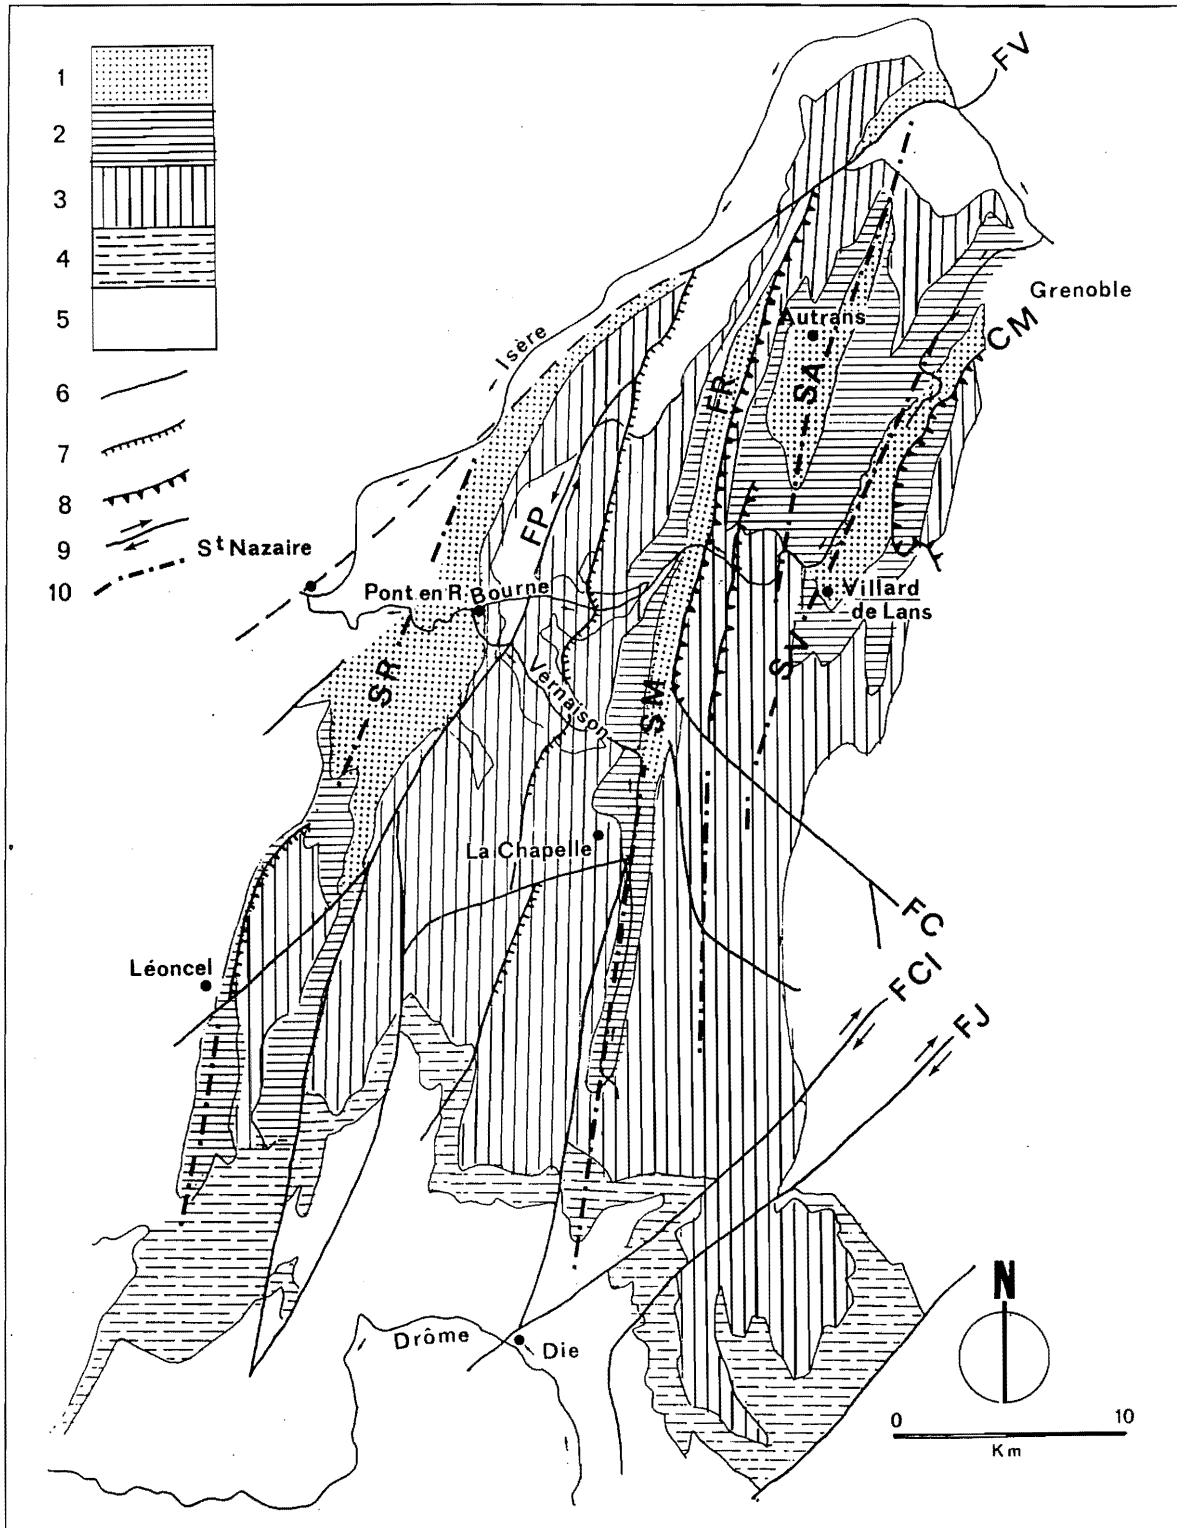 1
2
3
4
5
6
7
8
9
10
FV
Grenoble
CM
Autrans
SA
FR
Isère
FP
St Nazaire
Pont en R.
Bourne
Villard
de Lans
SV
SR
SM
Vernaison
La Chapelle
FC
FCI
FJ
Léoncel
Drôme
Die
N
0
10
Km